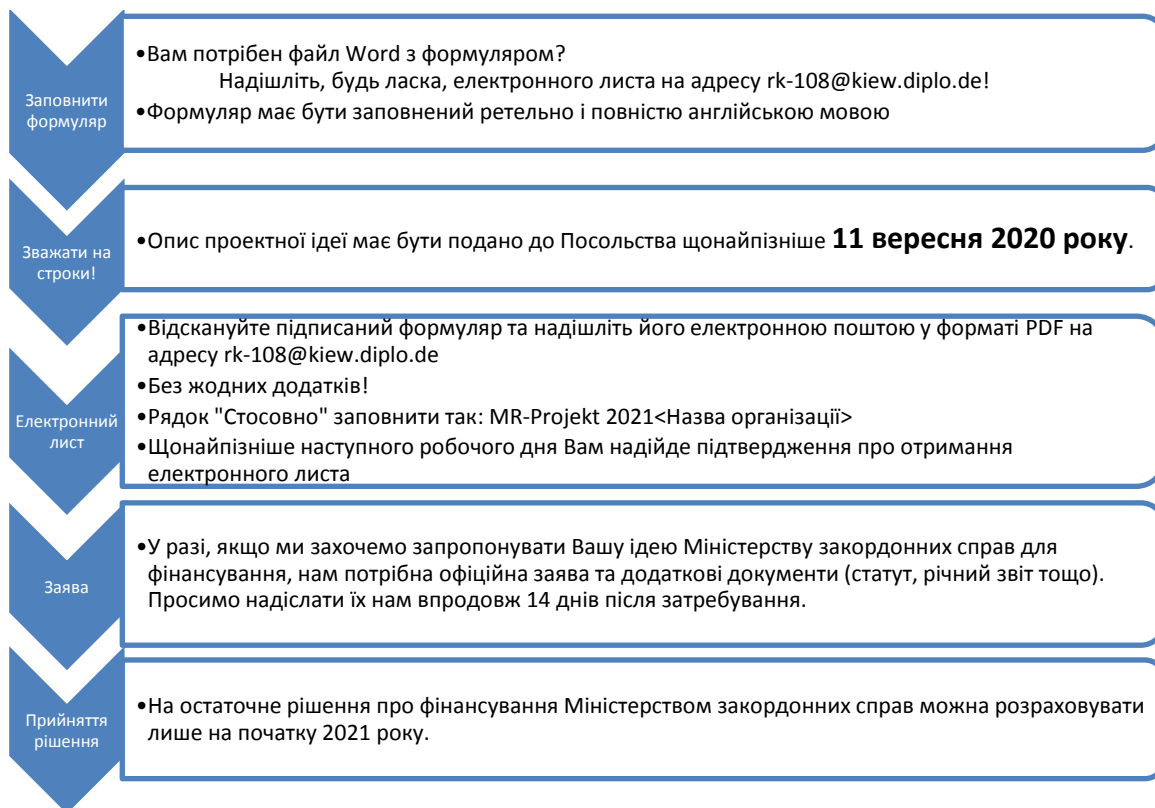 Заповнити
формуляр
•Вам потрібен файл Word з формуляром?
Надішліть, будь ласка, електронного листа на адресу rk-108@kiew.diplo.de!
•Формуляр має бути заповнений ретельно і повністю англійською мовою
Зважати на
строки!
•Опис проектної ідеї має бути подано до Посольства щонайпізніше 11 вересня 2020 року.
Електронний
лист
•Відскануйте підписаний формуляр та надішліть його електронною поштою у форматі PDF на
адресу rk-108@kiew.diplo.de
•Без жодних додатків!
•Рядок "Стосовно" заповнити так: MR-Projekt 2021<Назва організації>
•Щонайпізніше наступного робочого дня Вам надійде підтвердження про отримання
електронного листа
Заява
•У разі, якщо ми захочемо запропонувати Вашу ідею Міністерству закордонних справ для
фінансування, нам потрібна офіційна заява та додаткові документи (статут, річний звіт тощо).
Просимо надіслати їх нам впродовж 14 днів після затребування.
Прийняття
рішення
•На остаточне рішення про фінансування Міністерством закордонних справ можна розраховувати
лише на початку 2021 року.